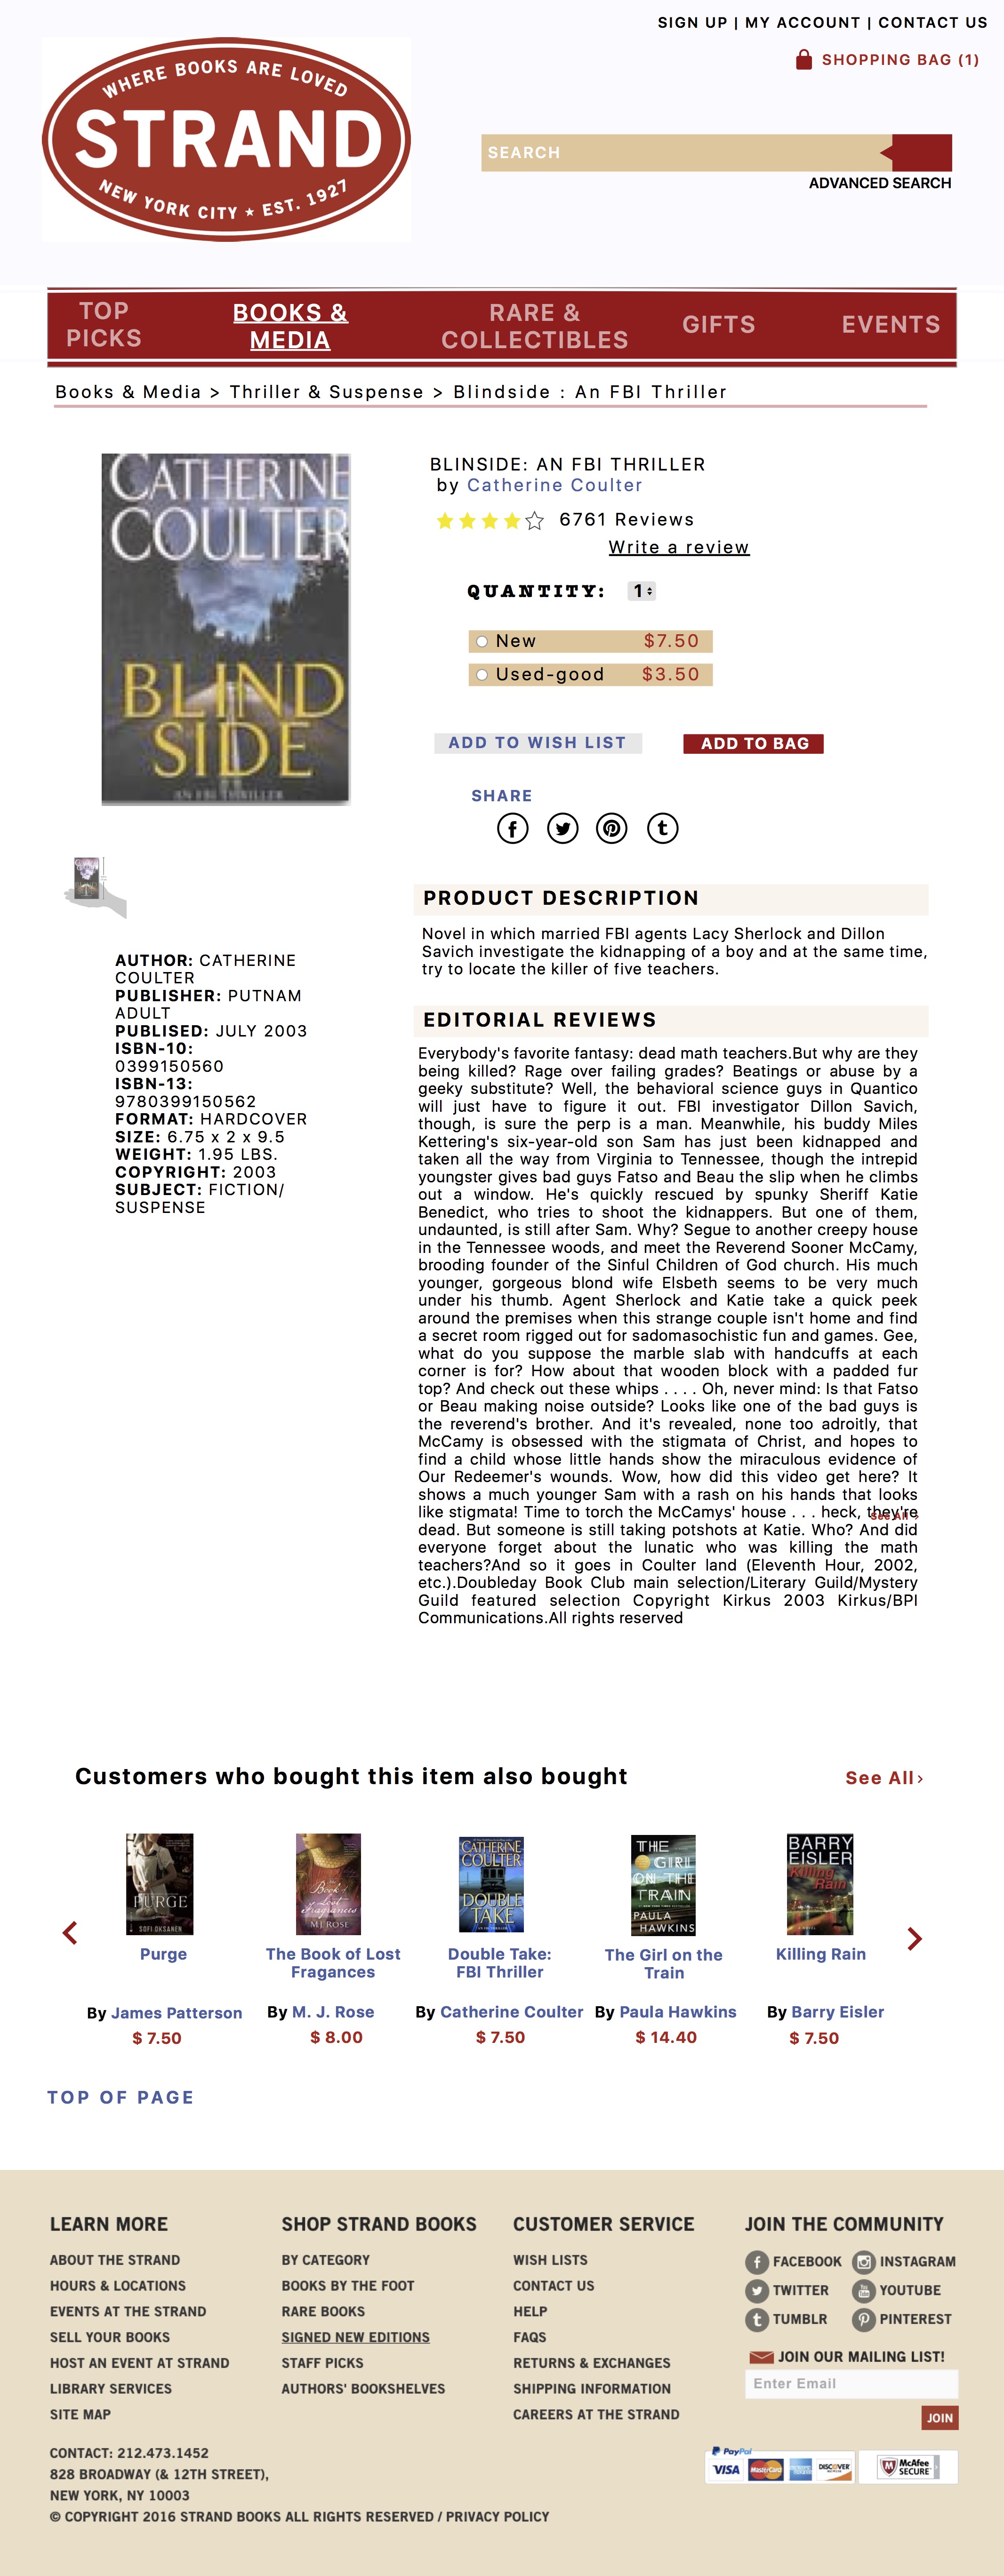 SIGN UP | MY ACCOUNT | CONTACT US
SHOPPING BAG (1)
WHERE BOOKS ARE LOVED
STRAND
NEW YORK CITY ★ EST. 1927
SEARCH
ADVANCED SEARCH
TOP PICKS
BOOKS & MEDIA
RARE & COLLECTIBLES
GIFTS
EVENTS
Books & Media > Thriller & Suspense > Blindside : An FBI Thriller
CATHERINE
COULTER
BLIND
SIDE
AN FBI THRILLER
BLINSIDE: AN FBI THRILLER
by Catherine Coulter
6761 Reviews
Write a review
QUANTITY: 1
New $7.50
Used-good $3.50
ADD TO WISH LIST
ADD TO BAG
SHARE
AUTHOR: CATHERINE
COULTER
PUBLISHER: PUTNAM
ADULT
PUBLISED: JULY 2003
ISBN-10:
0399150560
ISBN-13:
9780399150562
FORMAT: HARDCOVER
SIZE: 6.75 x 2 x 9.5
WEIGHT: 1.95 LBS.
COPYRIGHT: 2003
SUBJECT: FICTION/
SUSPENSE
PRODUCT DESCRIPTION
Novel in which married FBI agents Lacy Sherlock and Dillon
Savich investigate the kidnapping of a boy and at the same time,
try to locate the killer of five teachers.
EDITORIAL REVIEWS
Everybody's favorite fantasy: dead math teachers.But why are they
being killed? Rage over failing grades? Beatings or abuse by a
geeky substitute? Well, the behavioral science guys in Quantico
will just have to figure it out. FBI investigator Dillon Savich,
though, is sure the perp is a man. Meanwhile, his buddy Miles
Kettering's six-year-old son Sam has just been kidnapped and
taken all the way from Virginia to Tennessee, though the intrepid
youngster gives bad guys Fatso and Beau the slip when he climbs
out a window. He's quickly rescued by spunky Sheriff Katie
Benedict, who tries to shoot the kidnappers. But one of them,
undaunted, is still after Sam. Why? Segue to another creepy house
in the Tennessee woods, and meet the Reverend Sooner McCamy,
brooding founder of the Sinful Children of God church. His much
younger, gorgeous blond wife Elsbeth seems to be very much
under his thumb. Agent Sherlock and Katie take a quick peek
around the premises when this strange couple isn't home and find
a secret room rigged out for sadomasochistic fun and games. Gee,
what do you suppose the marble slab with handcuffs at each
corner is for? How about that wooden block with a padded fur
top? And check out these whips . . . . Oh, never mind: Is that Fatso
or Beau making noise outside? Looks like one of the bad guys is
the reverend's brother. And it's revealed, none too adroitly, that
McCamy is obsessed with the stigmata of Christ, and hopes to
find a child whose little hands show the miraculous evidence of
Our Redeemer's wounds. Wow, how did this video get here? It
shows a much younger Sam with a rash on his hands that looks
like stigmata! Time to torch the McCamys' house . . . heck, they're
See All >
dead. But someone is still taking potshots at Katie. Who? And did
everyone forget about the lunatic who was killing the math
teachers?And so it goes in Coulter land (Eleventh Hour, 2002,
etc.).Doubleday Book Club main selection/Literary Guild/Mystery
Guild featured selection Copyright Kirkus 2003 Kirkus/BPI
Communications.All rights reserved
Customers who bought this item also bought
See All ›
PURGE
SOFI OKSANEN
The Book of Lost Fragrances
MJ ROSE
CATHERINE COULTER
DOUBLE TAKE
THE GIRL ON THE TRAIN
PAULA HAWKINS
BARRY EISLER
Killing Rain
Purge
By James Patterson
$ 7.50
The Book of Lost
Fragances
By M. J. Rose
$ 8.00
Double Take:
FBI Thriller
By Catherine Coulter
$ 7.50
The Girl on the
Train
By Paula Hawkins
$ 14.40
Killing Rain
By Barry Eisler
$ 7.50
TOP OF PAGE
LEARN MORE
ABOUT THE STRAND
HOURS & LOCATIONS
EVENTS AT THE STRAND
SELL YOUR BOOKS
HOST AN EVENT AT STRAND
LIBRARY SERVICES
SITE MAP
SHOP STRAND BOOKS
BY CATEGORY
BOOKS BY THE FOOT
RARE BOOKS
SIGNED NEW EDITIONS
STAFF PICKS
AUTHORS' BOOKSHELVES
CUSTOMER SERVICE
WISH LISTS
CONTACT US
HELP
FAQS
RETURNS & EXCHANGES
SHIPPING INFORMATION
CAREERS AT THE STRAND
JOIN THE COMMUNITY
FACEBOOK
INSTAGRAM
TWITTER
YOUTUBE
TUMBLR
PINTEREST
JOIN OUR MAILING LIST!
Enter Email
JOIN
CONTACT: 212.473.1452
828 BROADWAY (& 12TH STREET),
NEW YORK, NY 10003
© COPYRIGHT 2016 STRAND BOOKS ALL RIGHTS RESERVED / PRIVACY POLICY
PayPal
VISA
MasterCard
DISCOVER
McAfee
SECURE